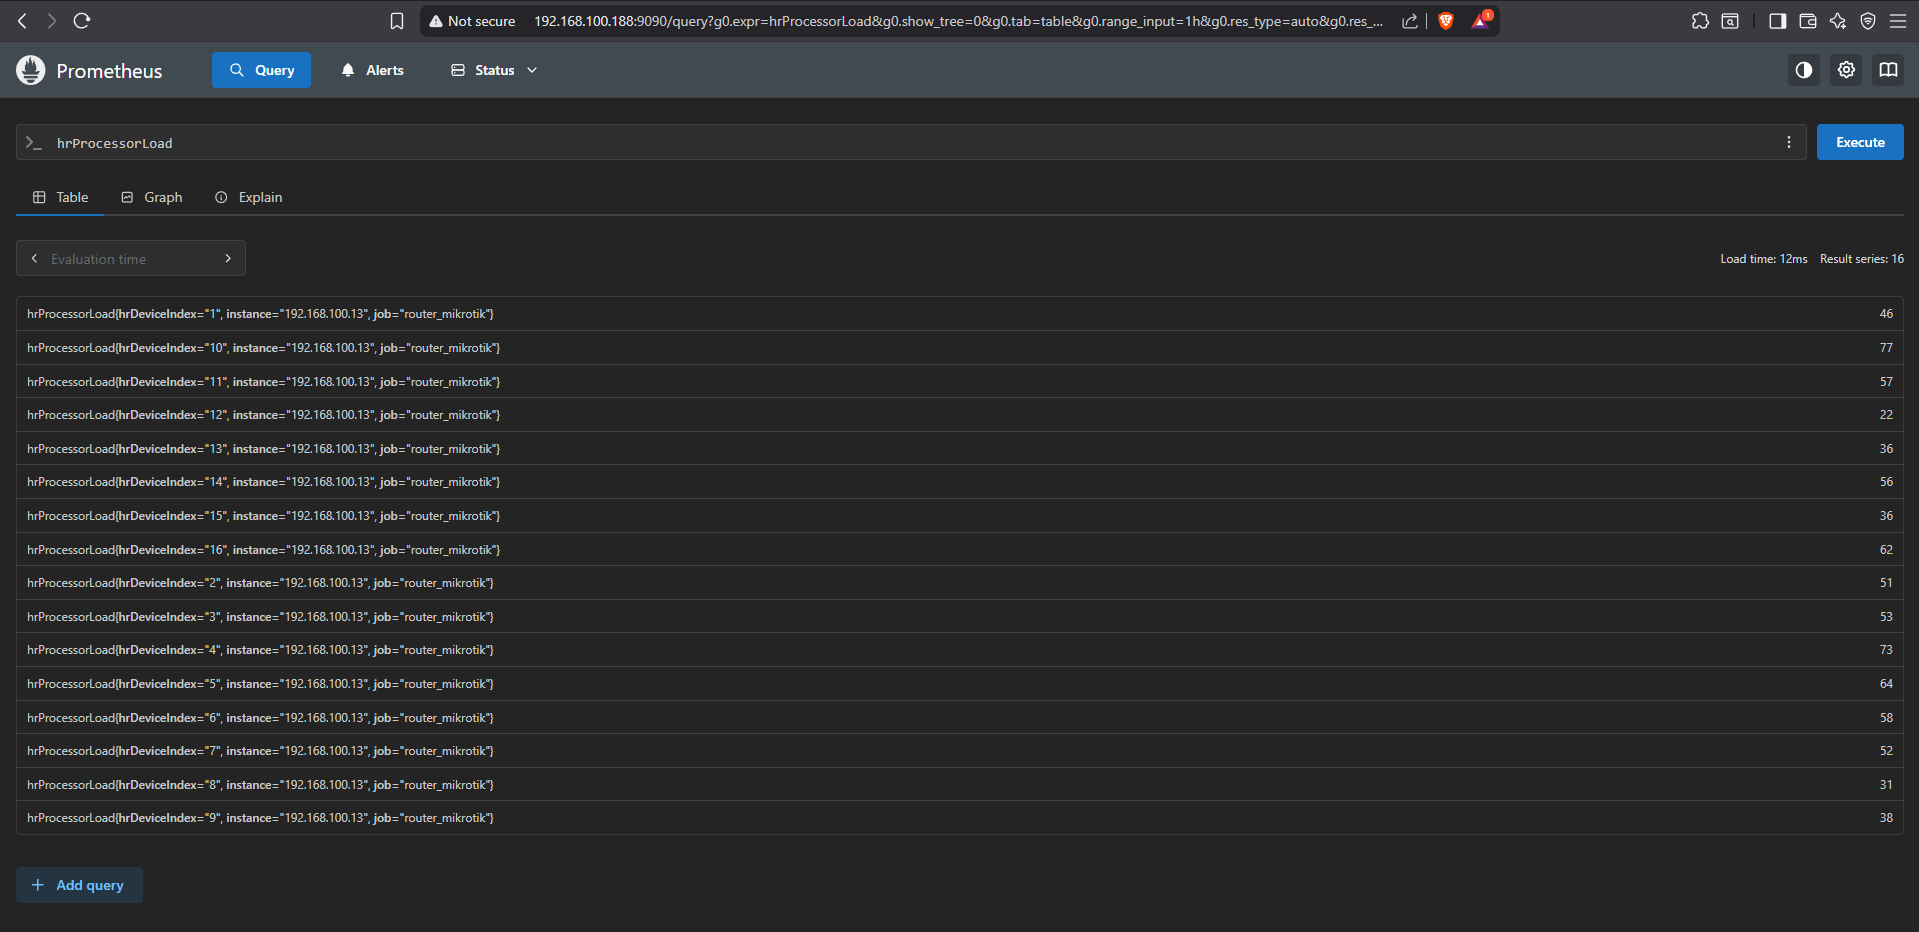 Not secure 192.168.100.188:9090/query?g0.expr=hrProcessorLoad&g0.show_tree=0&g0.tab=table&g0.range_input=1h&g0.res_type=auto&g0.res_... 1
Prometheus Query Alerts Status
>_ hrProcessorLoad Execute
Table Graph Explain
Evaluation time Load time: 12ms Result series: 16
hrProcessorLoad{hrDeviceIndex="1", instance="192.168.100.13", job="router_mikrotik"} 46
hrProcessorLoad{hrDeviceIndex="10", instance="192.168.100.13", job="router_mikrotik"} 77
hrProcessorLoad{hrDeviceIndex="11", instance="192.168.100.13", job="router_mikrotik"} 57
hrProcessorLoad{hrDeviceIndex="12", instance="192.168.100.13", job="router_mikrotik"} 22
hrProcessorLoad{hrDeviceIndex="13", instance="192.168.100.13", job="router_mikrotik"} 36
hrProcessorLoad{hrDeviceIndex="14", instance="192.168.100.13", job="router_mikrotik"} 56
hrProcessorLoad{hrDeviceIndex="15", instance="192.168.100.13", job="router_mikrotik"} 36
hrProcessorLoad{hrDeviceIndex="16", instance="192.168.100.13", job="router_mikrotik"} 62
hrProcessorLoad{hrDeviceIndex="2", instance="192.168.100.13", job="router_mikrotik"} 51
hrProcessorLoad{hrDeviceIndex="3", instance="192.168.100.13", job="router_mikrotik"} 53
hrProcessorLoad{hrDeviceIndex="4", instance="192.168.100.13", job="router_mikrotik"} 73
hrProcessorLoad{hrDeviceIndex="5", instance="192.168.100.13", job="router_mikrotik"} 64
hrProcessorLoad{hrDeviceIndex="6", instance="192.168.100.13", job="router_mikrotik"} 58
hrProcessorLoad{hrDeviceIndex="7", instance="192.168.100.13", job="router_mikrotik"} 52
hrProcessorLoad{hrDeviceIndex="8", instance="192.168.100.13", job="router_mikrotik"} 31
hrProcessorLoad{hrDeviceIndex="9", instance="192.168.100.13", job="router_mikrotik"} 38
Add query